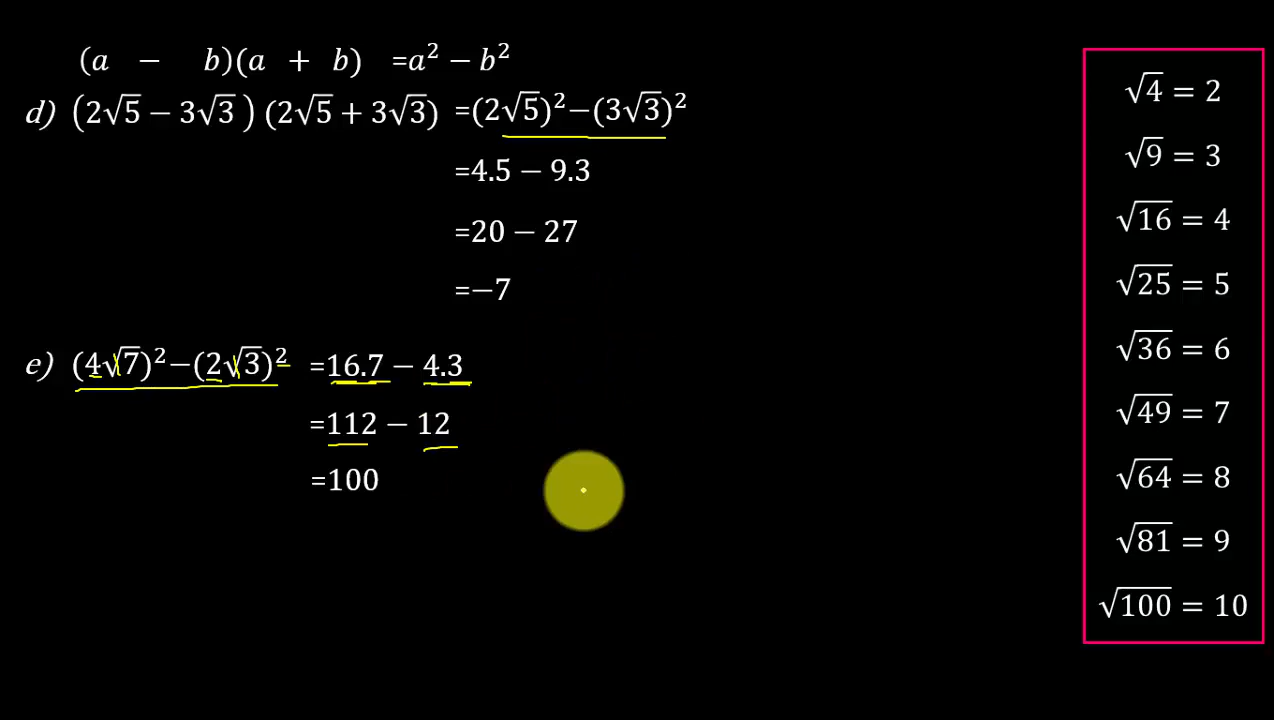 (a − b)(a + b) =a² − b²
d) (2√5 − 3√3 ) (2√5 + 3√3) =(2√5)²−(3√3)²
=4.5 − 9.3
=20 − 27
=−7
e) (4√7)²−(2√3)² =16.7 − 4.3
=112 − 12
=100
√4 = 2
√9 = 3
√16 = 4
√25 = 5
√36 = 6
√49 = 7
√64 = 8
√81 = 9
√100 = 10